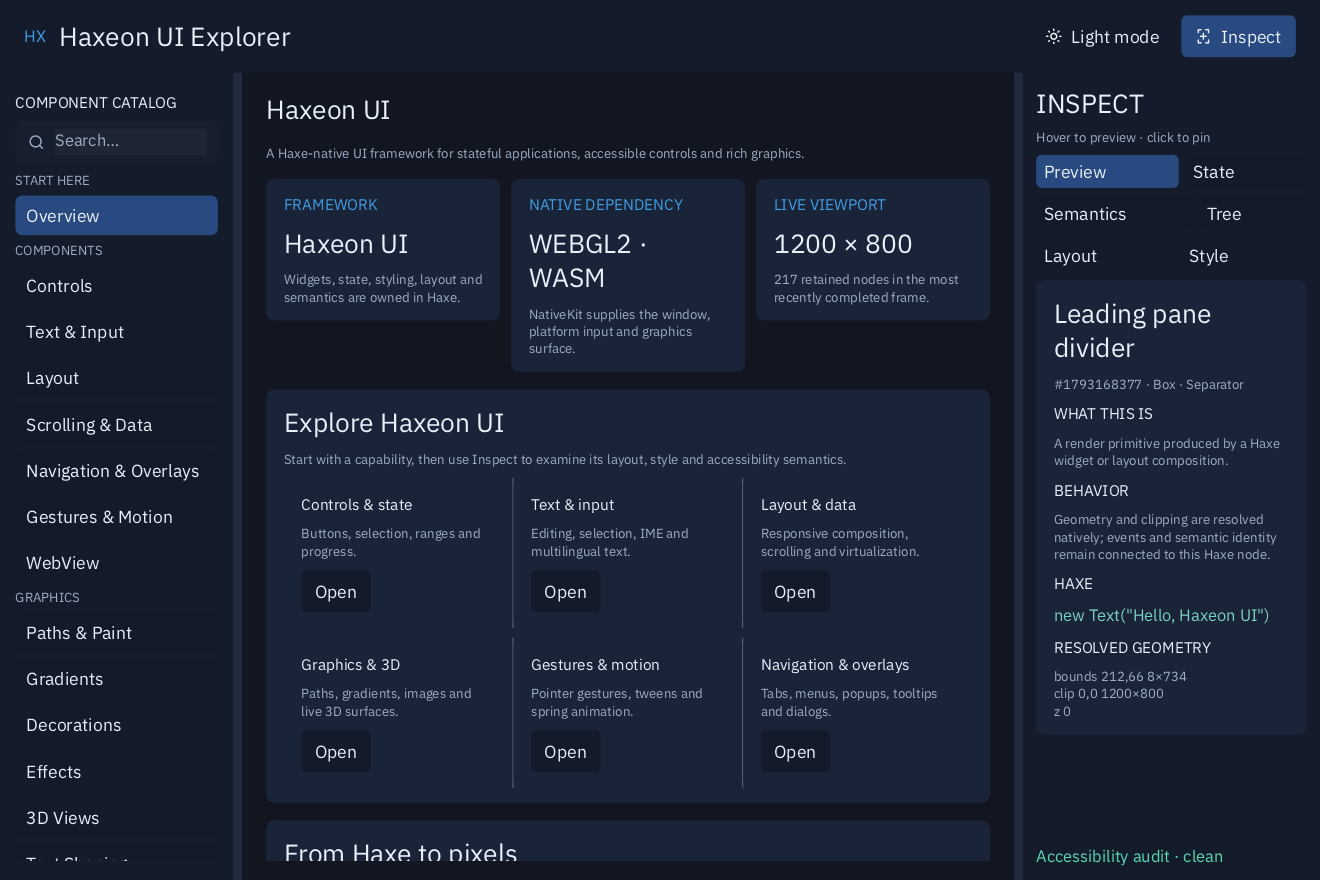 HX Haxeon UI Explorer
Light mode
Inspect
COMPONENT CATALOG
Search...
START HERE
Overview
COMPONENTS
Controls
Text & Input
Layout
Scrolling & Data
Navigation & Overlays
Gestures & Motion
WebView
GRAPHICS
Paths & Paint
Gradients
Decorations
Effects
3D Views
Haxeon UI
A Haxe-native UI framework for stateful applications, accessible controls and rich graphics.
FRAMEWORK
Haxeon UI
Widgets, state, styling, layout and
semantics are owned in Haxe.
NATIVE DEPENDENCY
WEBGL2 ·
WASM
NativeKit supplies the window,
platform input and graphics
surface.
LIVE VIEWPORT
1200 × 800
217 retained nodes in the most
recently completed frame.
Explore Haxeon UI
Start with a capability, then use Inspect to examine its layout, style and accessibility semantics.
Controls & state
Buttons, selection, ranges and
progress.
Open
Text & input
Editing, selection, IME and
multilingual text.
Open
Layout & data
Responsive composition,
scrolling and virtualization.
Open
Graphics & 3D
Paths, gradients, images and
live 3D surfaces.
Open
Gestures & motion
Pointer gestures, tweens and
spring animation.
Open
Navigation & overlays
Tabs, menus, popups, tooltips
and dialogs.
Open
From Haxe to pixels
INSPECT
Hover to preview · click to pin
Preview
State
Semantics
Tree
Layout
Style
Leading pane
divider
#1793168377 · Box · Separator
WHAT THIS IS
A render primitive produced by a Haxe
widget or layout composition.
BEHAVIOR
Geometry and clipping are resolved
natively; events and semantic identity
remain connected to this Haxe node.
HAXE
new Text("Hello, Haxeon UI")
RESOLVED GEOMETRY
bounds 212,66 8×734
clip 0,0 1200×800
z 0
Accessibility audit · clean